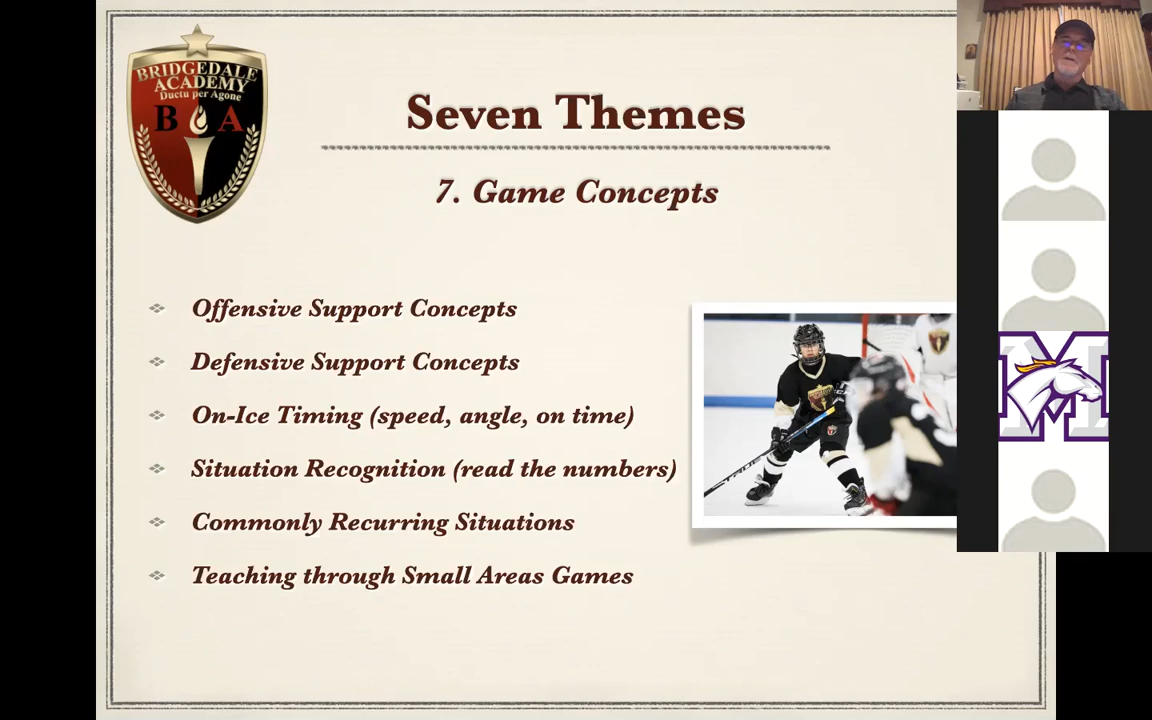 BRIDGEDALE
ACADEMY
Ductu per Agone
B A
Seven Themes
7. Game Concepts
Offensive Support Concepts
Defensive Support Concepts
On-Ice Timing (speed, angle, on time)
Situation Recognition (read the numbers)
Commonly Recurring Situations
Teaching through Small Areas Games
M